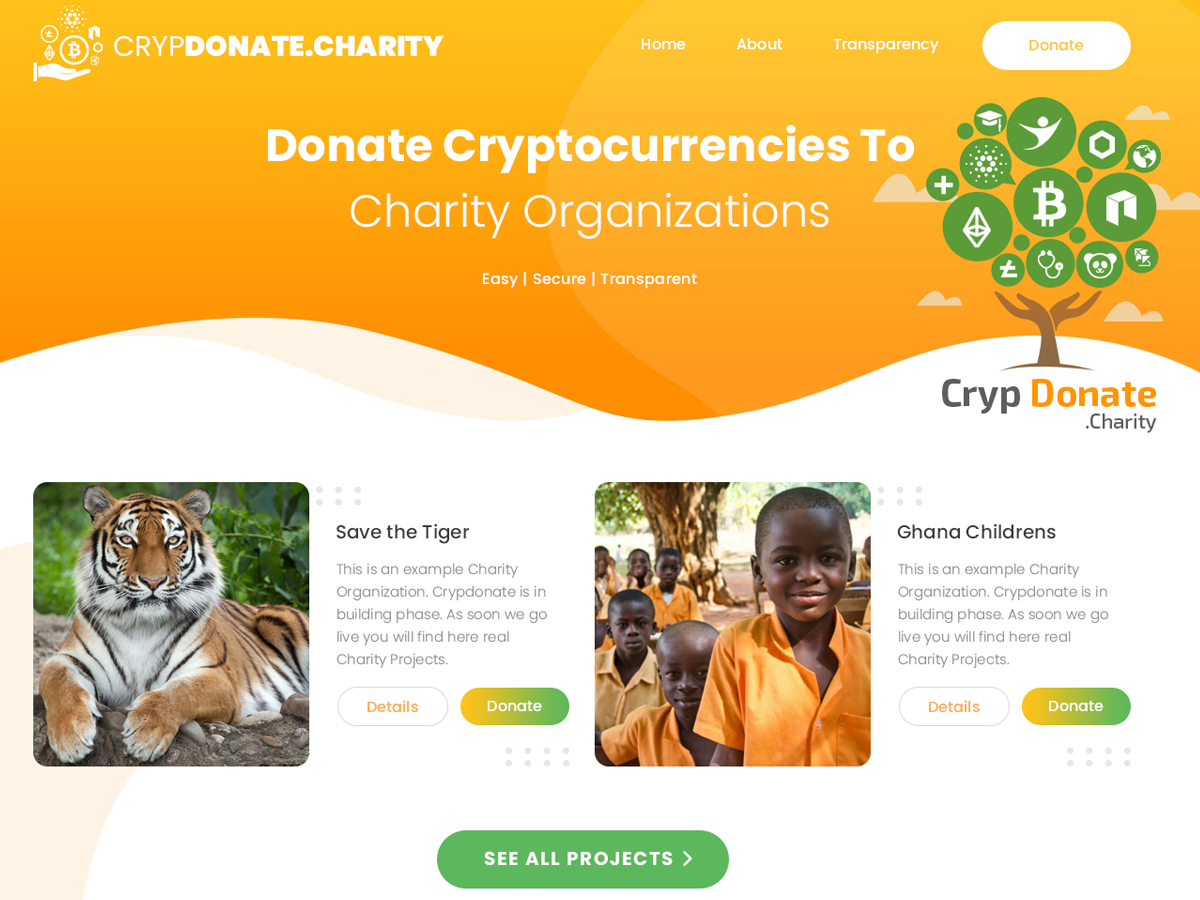 CRYPDONATE.CHARITY
Home
About
Transparency
Donate
Donate Cryptocurrencies To
Charity Organizations
Easy | Secure | Transparent
Cryp Donate
.Charity
Save the Tiger
This is an example Charity
Organization. Crypdonate is in
building phase. As soon we go
live you will find here real
Charity Projects.
Details
Donate
Ghana Childrens
This is an example Charity
Organization. Crypdonate is in
building phase. As soon we go
live you will find here real
Charity Projects.
Details
Donate
SEE ALL PROJECTS